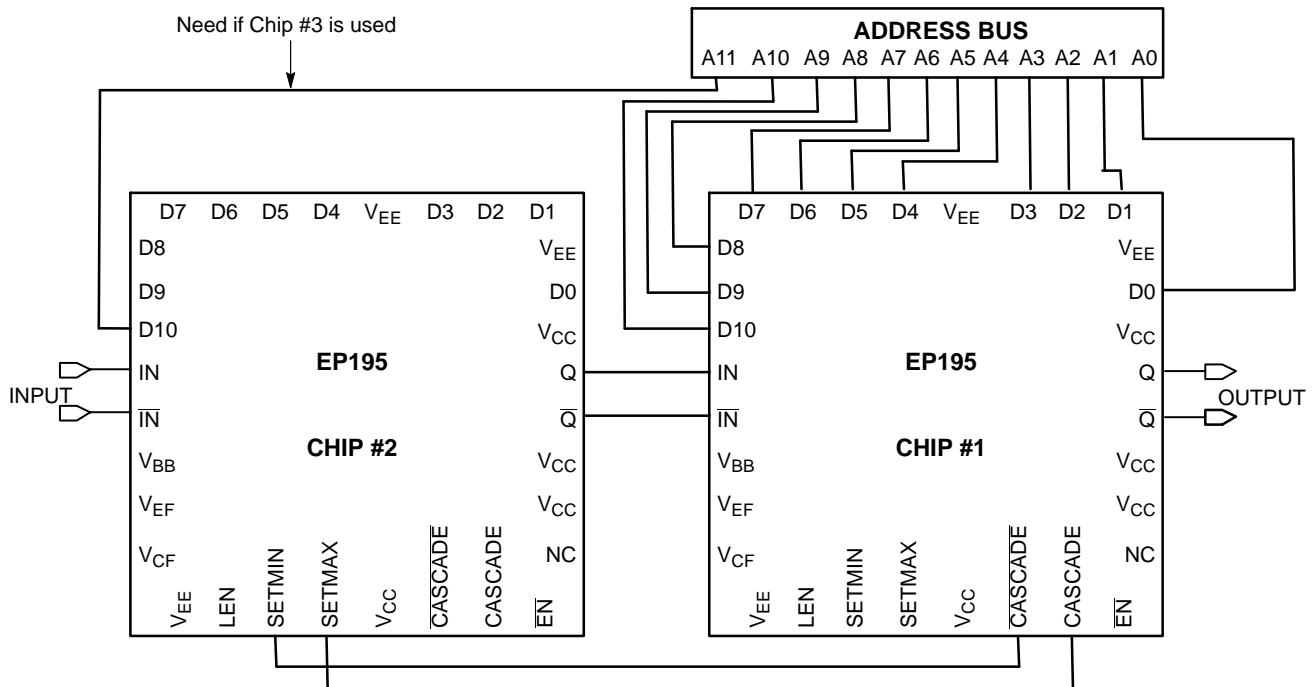 Need if Chip #3 is used
ADDRESS BUS
A11 A10 A9 A8 A7 A6 A5 A4 A3 A2 A1 A0
D7 D6 D5 D4 VEE D3 D2 D1
D8 VEE
D9 D0
D10 VCC
EP195
IN Q
INPUT
IN Q
CHIP #2
VBB VCC
VEF VCC
VCF NC
VEE LEN SETMIN SETMAX VCC CASCADE CASCADE EN
D7 D6 D5 D4 VEE D3 D2 D1
D8 VEE
D9 D0
D10 VCC
EP195
IN Q
OUTPUT
IN Q
CHIP #1
VBB VCC
VEF VCC
VCF NC
VEE LEN SETMIN SETMAX VCC CASCADE CASCADE EN